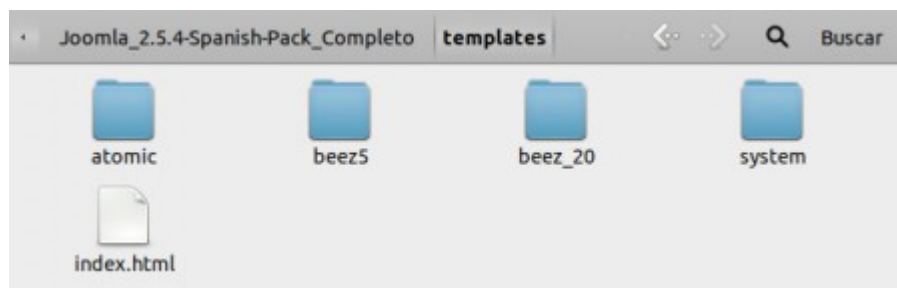 Joomla_2.5.4-Spanish-Pack_Completo templates Buscar
atomic beez5 beez_20 system
index.html